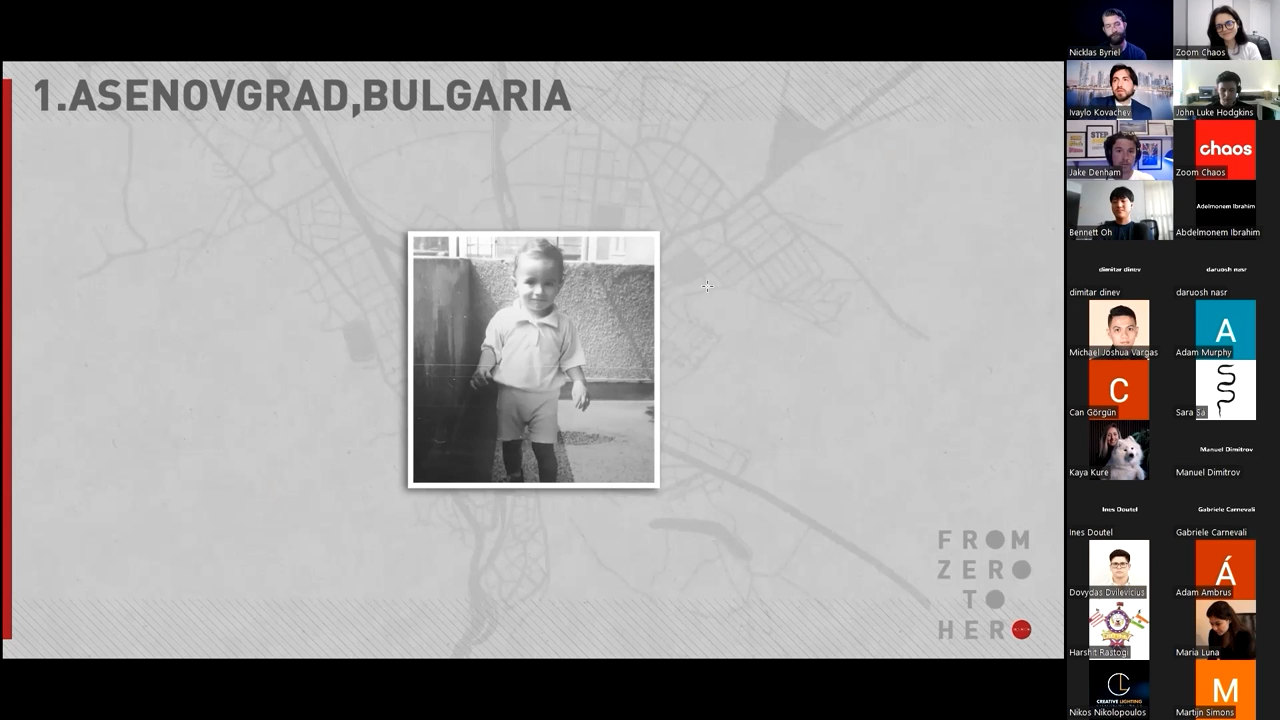 1.ASENOVGRAD,BULGARIA
FROM
ZERO
TO
HERO
Nicklas Byriel
Zoom Chaos
Ivaylo Kovachev
John Luke Hodgkins
Jake Denham
chaos
Zoom Chaos
Bennett Oh
Adelmonem Ibrahim
Abdelmonem Ibrahim
dimitar dinev
daruosh nasr
dimitar dinev
daruosh nasr
Michael Joshua Vargas
A
Adam Murphy
C
Can Görgün
Sara Sá
Kaya Kure
Manuel Dimitrov
Manuel Dimitrov
Ines Doutel
Gabriele Carnevali
Ines Doutel
Gabriele Carnevali
Dovydas Dvilevicius
Á
Adam Ambrus
Harshit Rastogi
Maria Luna
CREATIVE LIGHTING
Nikos Nikolopoulos
M
Martijn Simons